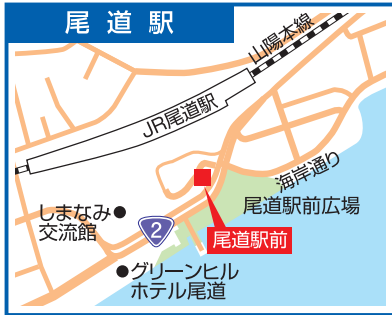 尾道駅
山陽本線
JR尾道駅
海岸通り
しまなみ
交流館
2
尾道駅前広場
尾道駅前
グリーンヒル
ホテル尾道